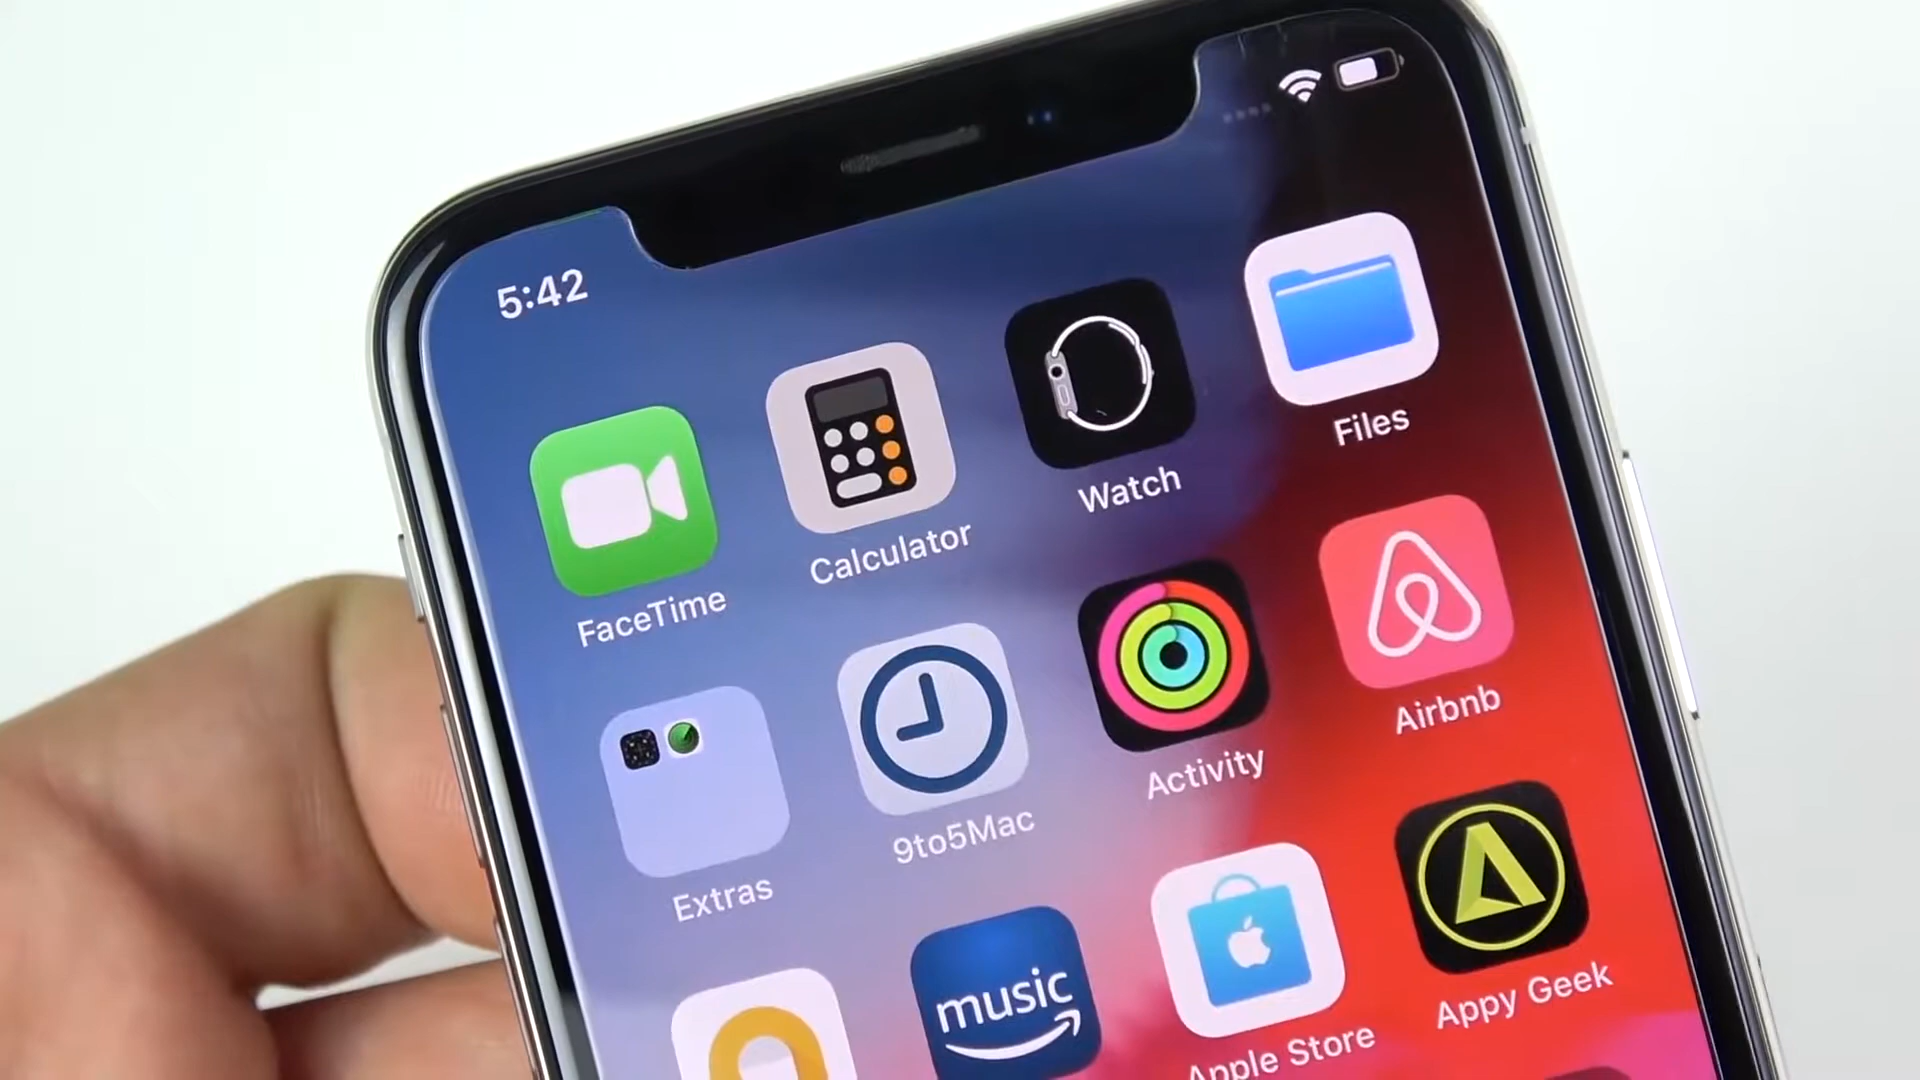 5:42
FaceTime
Calculator
Watch
Files
Extras
9to5Mac
Activity
Airbnb
music
Apple Store
Appy Geek